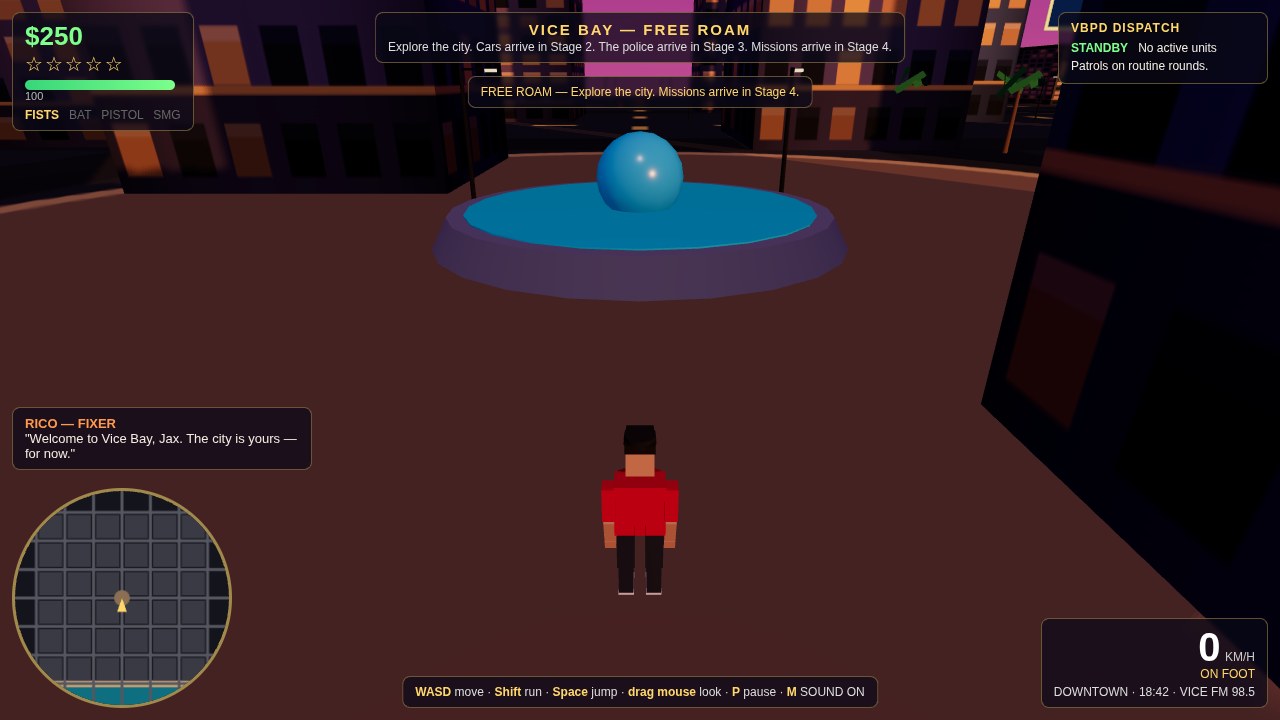 $250
☆☆☆☆☆
100
FISTS BAT PISTOL SMG
VICE BAY — FREE ROAM
Explore the city. Cars arrive in Stage 2. The police arrive in Stage 3. Missions arrive in Stage 4.
FREE ROAM — Explore the city. Missions arrive in Stage 4.
VBPD DISPATCH
STANDBY No active units
Patrols on routine rounds.
RICO — FIXER
"Welcome to Vice Bay, Jax. The city is yours —
for now."
WASD move · Shift run · Space jump · drag mouse look · P pause · M SOUND ON
0 KM/H
ON FOOT
DOWNTOWN · 18:42 · VICE FM 98.5